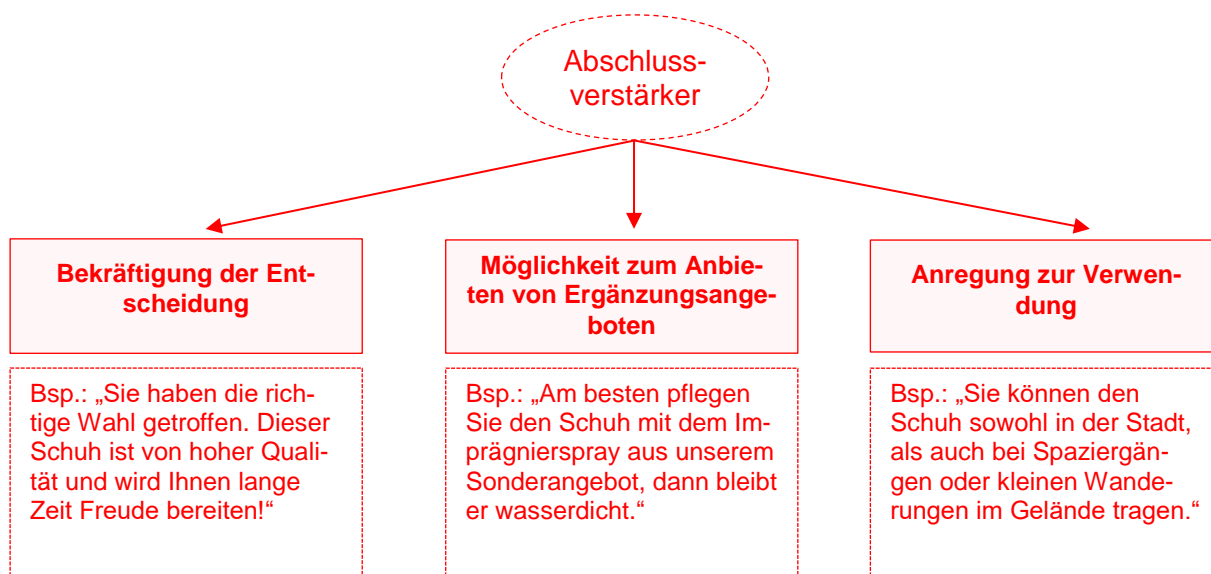 Abschluss-
verstärker
Bekräftigung der Ent-
scheidung
Möglichkeit zum Anbie-
ten von Ergänzungsange-
boten
Anregung zur Verwen-
dung
Bsp.: „Sie haben die rich-
tige Wahl getroffen. Dieser
Schuh ist von hoher Quali-
tät und wird Ihnen lange
Zeit Freude bereiten!“
Bsp.: „Am besten pflegen
Sie den Schuh mit dem Im-
prägnierspray aus unserem
Sonderangebot, dann bleibt
er wasserdicht.“
Bsp.: „Sie können den
Schuh sowohl in der Stadt,
als auch bei Spaziergän-
gen oder kleinen Wande-
rungen im Gelände tragen.“